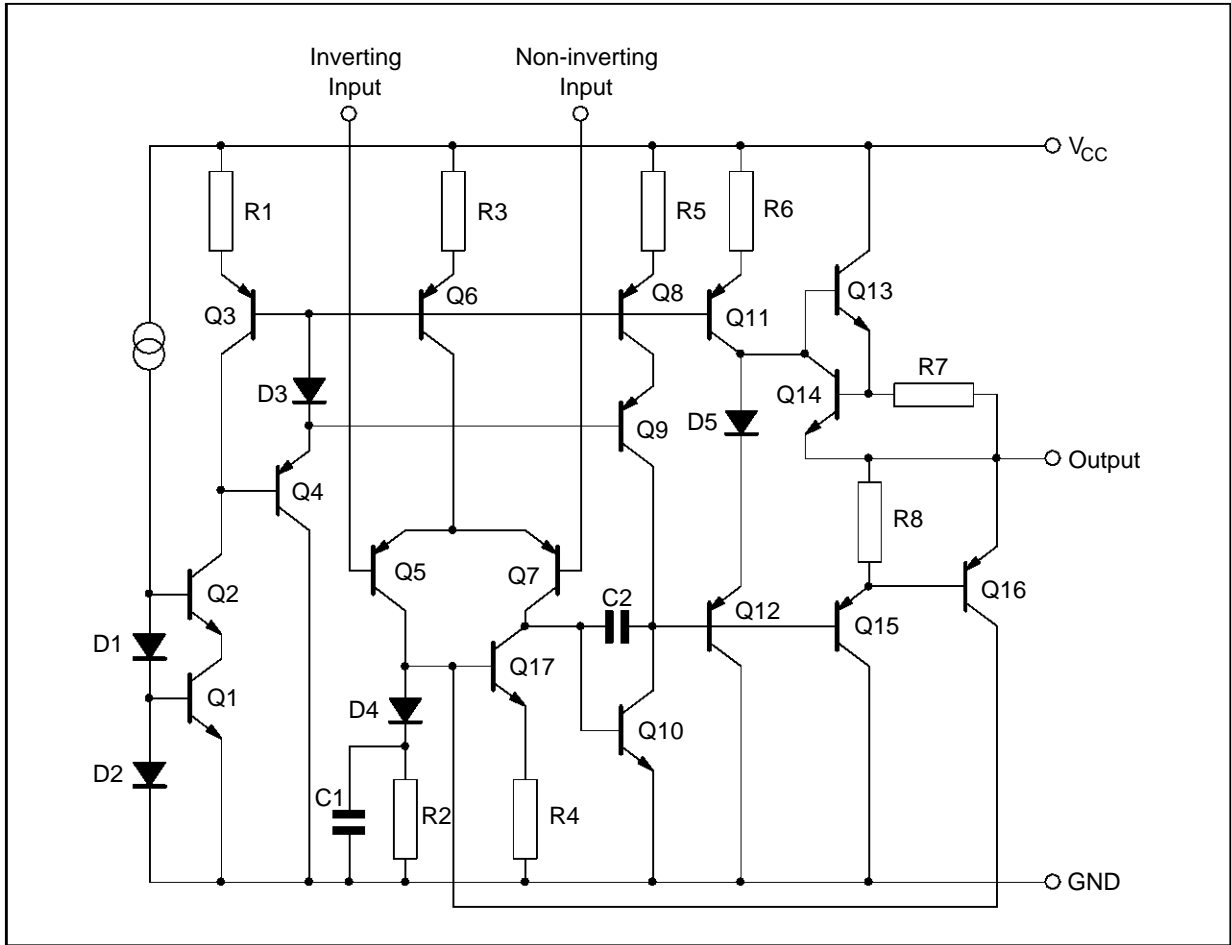 Inverting
Input
Non-inverting
Input
V_CC
R1
R3
R5
R6
Q3
Q6
Q8
Q11
Q13
D3
R7
Q14
Q9
D5
Output
Q4
R8
Q5
Q7
Q2
C2
Q12
Q15
Q16
D1
Q17
Q1
D4
Q10
D2
C1
R2
R4
GND